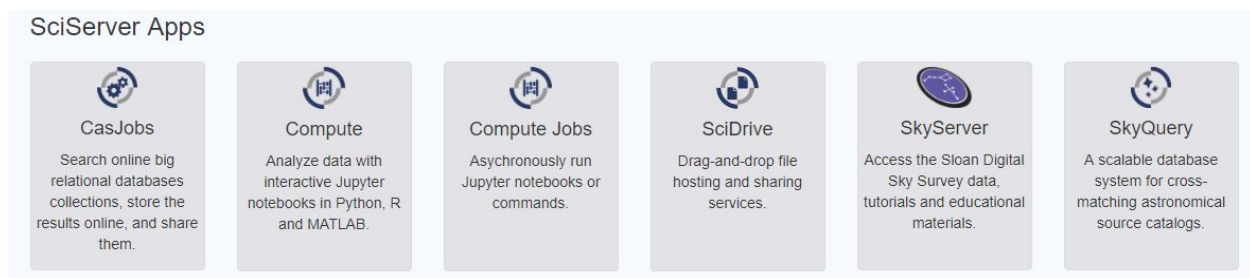 SciServer Apps
CasJobs
Search online big
relational databases
collections, store the
results online, and share
them.
Compute
Analyze data with
interactive Jupyter
notebooks in Python, R
and MATLAB.
Compute Jobs
Asychronously run
Jupyter notebooks or
commands.
SciDrive
Drag-and-drop file
hosting and sharing
services.
SkyServer
Access the Sloan Digital
Sky Survey data,
tutorials and educational
materials.
SkyQuery
A scalable database
system for cross-
matching astronomical
source catalogs.